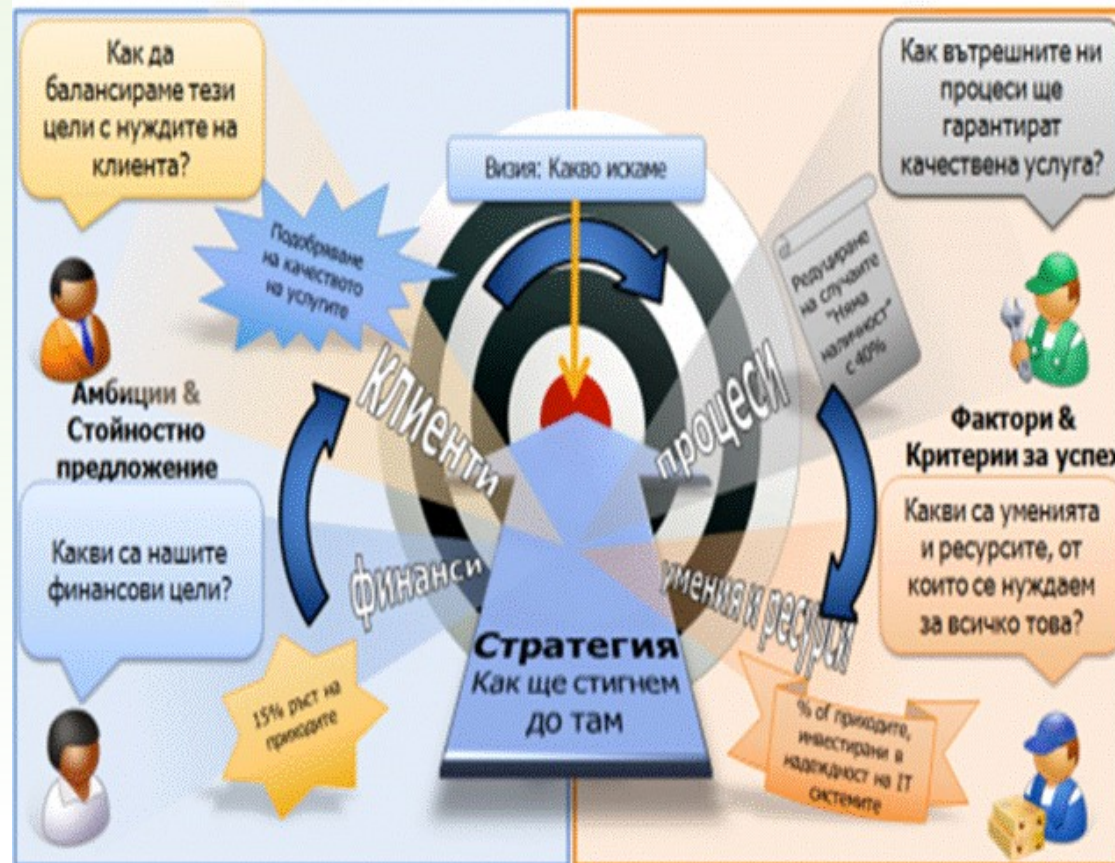 Как да
балансираме тези
цели с нуждите на
клиента?
Визия: Какво искаме
Как вътрешните ни
процеси ще
гарантират
качествена услуга?
Подобряване
на качеството
на услугите
Редуциране
на случаите
"Няма
наличност"
с 40%
клиенти
процеси
Амбиции &
Стойностно
предложение
Фактори &
Критерии за успех
Какви са нашите
финансови цели?
Какви са уменията
и ресурсите, от
които се нуждаем
за всичко това?
финанси
умения и ресурси
Стратегия
Как ще стигнем
до там
15% ръст на
приходите
% of приходите,
инвестирани в
надеждност на IT
системите